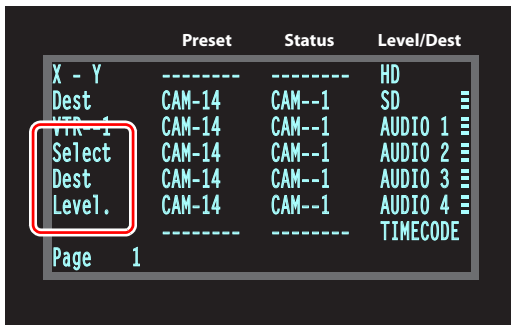 Preset Status Level/Dest
X - Y -------- -------- HD
Dest CAM-14 CAM--1 SD
VTR--1 CAM-14 CAM--1 AUDIO 1
Select CAM-14 CAM--1 AUDIO 2
Dest CAM-14 CAM--1 AUDIO 3
Level. CAM-14 CAM--1 AUDIO 4
-------- -------- TIMECODE
Page 1